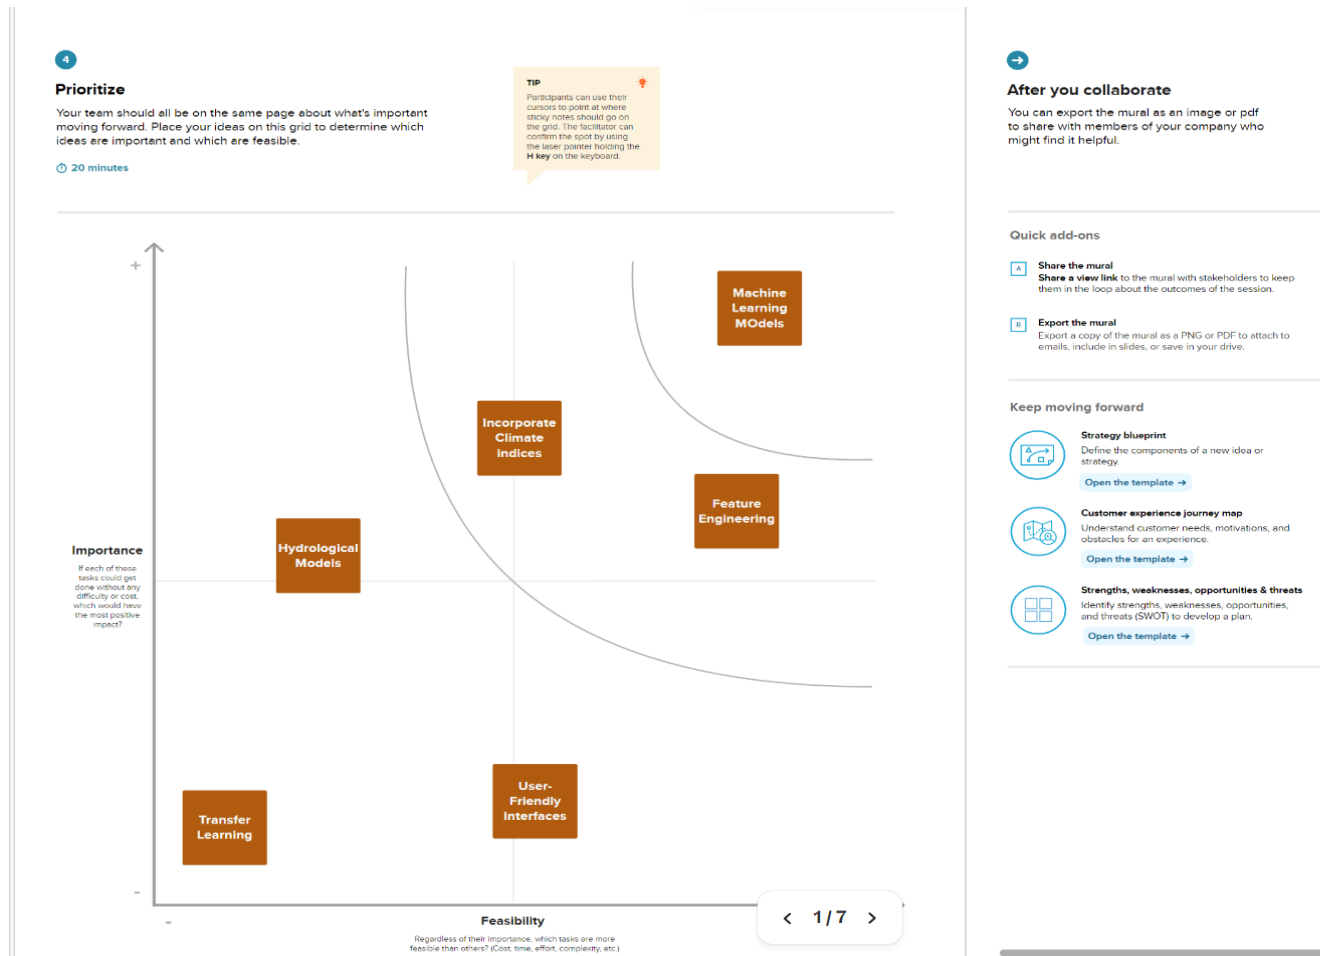 4
Prioritize
Your team should all be on the same page about what's important
moving forward. Place your ideas on this grid to determine which
ideas are important and which are feasible.
20 minutes
TIP
Participants can use their
cursors to point at where
sticky notes should go on
the grid. The facilitator can
confirm the spot by using
the laser pointer holding the
H key on the keyboard.
+
Machine
Learning
MOdels
Incorporate
Climate
indices
Feature
Engineering
Hydrological
Models
Importance
If each of these
tasks could get
done without any
difficulty or cost,
which would have
the most positive
impact?
User-
Friendly
Interfaces
Transfer
Learning
-
-
Feasibility
Regardless of their importance, which tasks are more
feasible than others? (Cost, time, effort, complexity, etc.)
1/7
After you collaborate
You can export the mural as an image or pdf
to share with members of your company who
might find it helpful.
Quick add-ons
A
Share the mural
Share a view link to the mural with stakeholders to keep
them in the loop about the outcomes of the session.
B
Export the mural
Export a copy of the mural as a PNG or PDF to attach to
emails, include in slides, or save in your drive.
Keep moving forward
Strategy blueprint
Define the components of a new idea or
strategy.
Open the template →
Customer experience journey map
Understand customer needs, motivations, and
obstacles for an experience.
Open the template →
Strengths, weaknesses, opportunities & threats
Identify strengths, weaknesses, opportunities,
and threats (SWOT) to develop a plan.
Open the template →